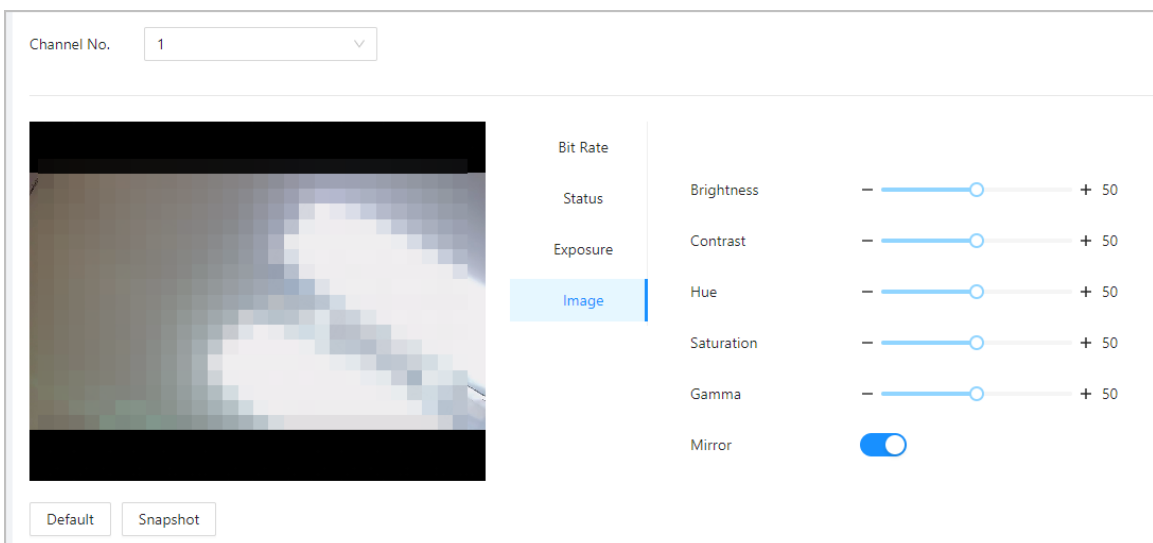 Channel No. 1
Bit Rate
Status
Exposure
Image
Brightness − + 50
Contrast − + 50
Hue − + 50
Saturation − + 50
Gamma − + 50
Mirror
Default Snapshot